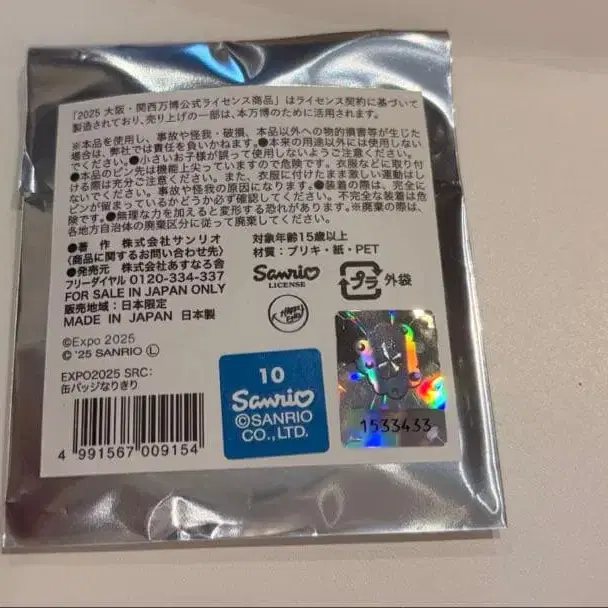 「2025 大阪・関西万博公式ライセンス商品」はライセンス契約に基づいて
製造されており、売り上げの一部は、本万博のために活用されます。
※本品を使用し、事故や怪我・破損、本品以外への物的損害等が生じた
場合は、弊社では責任を負いかねます。●本来の用途以外には使用しない
でください。●小さいお子様が誤って使用しないようご注意ください。
●本品のピン先は機能上尖っていますので危険です。衣服などに取り付
ける際は充分ご注意ください。また、衣服に付けたまま激しい運動はし
ないでください。事故や怪我の原因になります。●装着の際は、完全に
ピンが留まっているかどうか必ず確認してください。不完全な装着は危
険です。●無理な力を加えると変形する恐れがあります。※廃棄の際は、
各地方自治体の廃棄区分に従って廃棄してください。
●著 作 株式会社サンリオ
〈商品に関するお問い合わせ先〉
●発売元 株式会社あすなろ舎
フリーダイヤル 0120-334-337
FOR SALE IN JAPAN ONLY
販売地域：日本限定
MADE IN JAPAN 日本製
対象年齢15歳以上
材質：ブリキ・紙・PET
Sanrio
LICENSE
プラ 外袋
Happy
©Expo 2025
© '25 SANRIO Ⓛ
EXPO2025 SRC:
缶バッジなりきり
4 991567 009154
10
Sanrio
©SANRIO
CO., LTD.
1533433